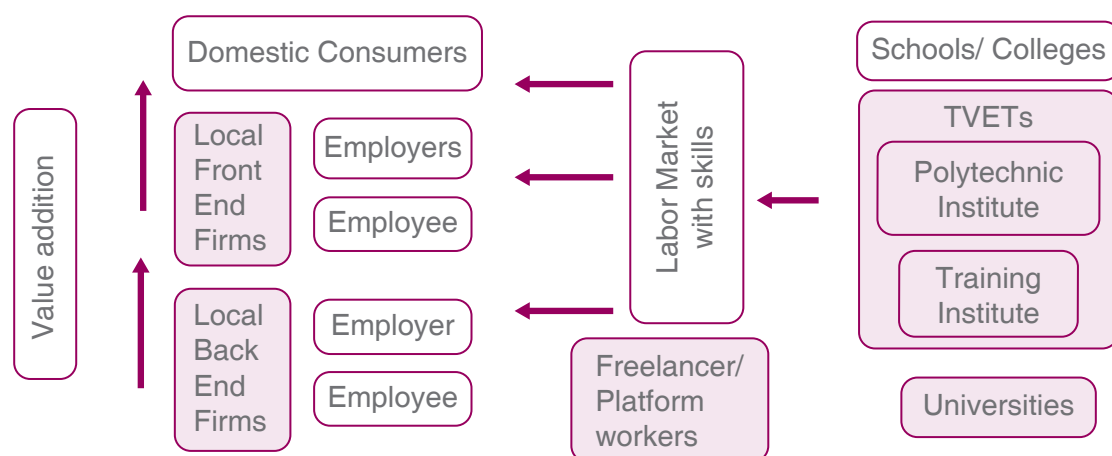 Value addition
Domestic Consumers
Local
Front
End
Firms
Employers
Employee
Local
Back
End
Firms
Employer
Employee
Labor Market
with skills
Freelancer/
Platform
workers
Schools/ Colleges
TVETs
Polytechnic
Institute
Training
Institute
Universities